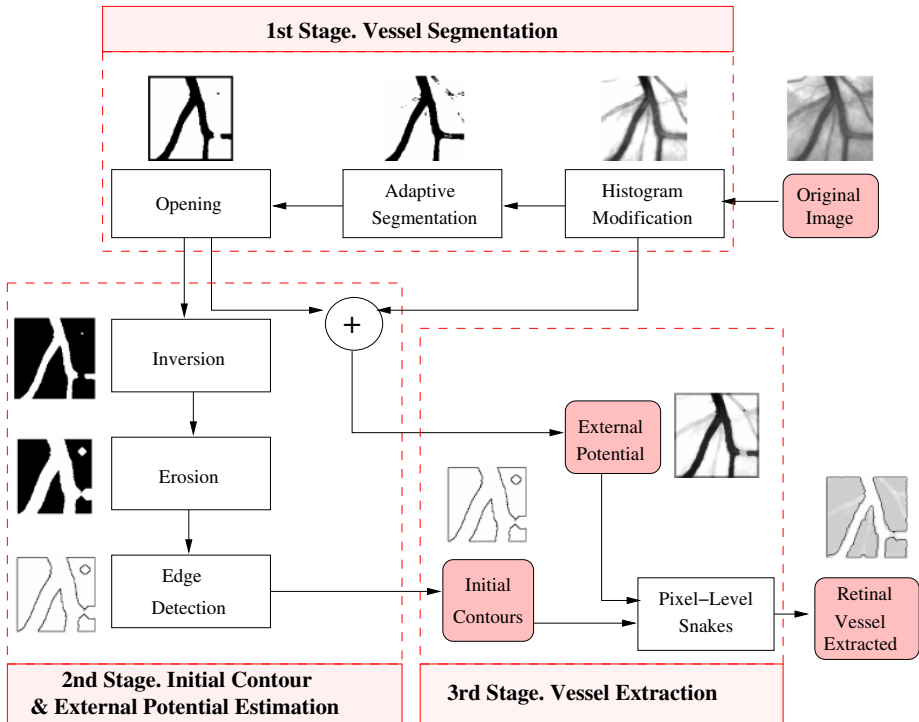 1st Stage. Vessel Segmentation
Opening
Adaptive
Segmentation
Histogram
Modification
Original
Image
+
Inversion
Erosion
Edge
Detection
External
Potential
Initial
Contours
Pixel−Level
Snakes
Retinal
Vessel
Extracted
2nd Stage. Initial Contour
& External Potential Estimation
3rd Stage. Vessel Extraction